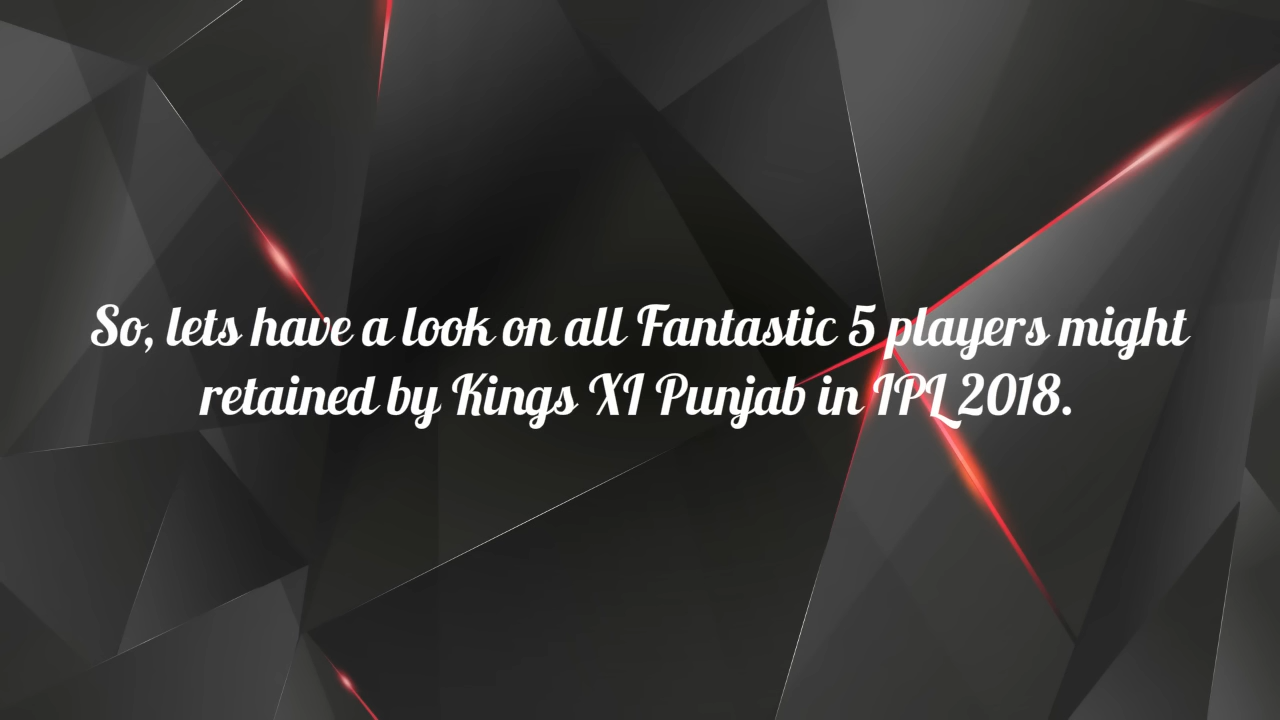 So, lets have a look on all Fantastic 5 players might
retained by Kings XI Punjab in IPL 2018.